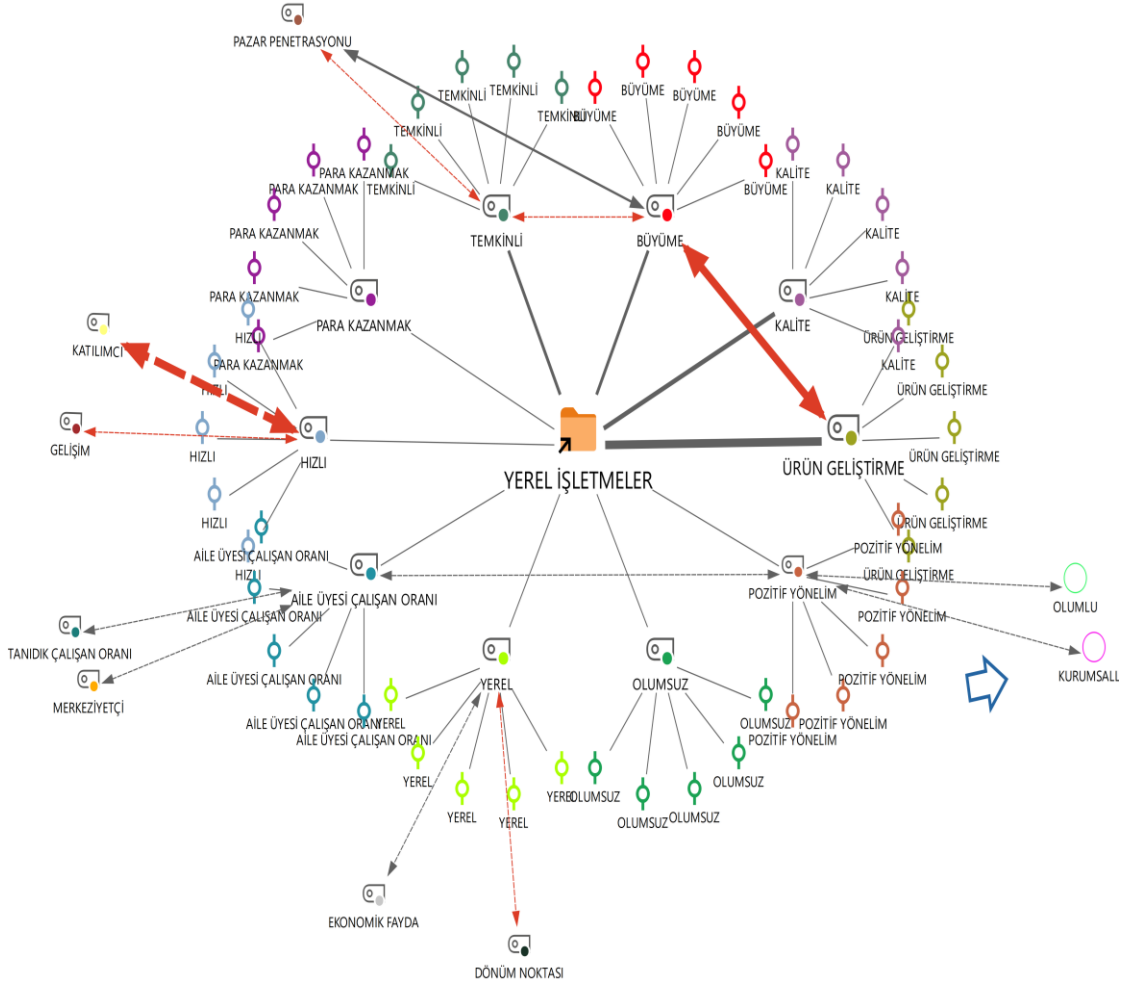 PAZAR PENETRASYONU
TEMKİNLİ
TEMKİNLİ
TEMKİNLİ
TEMKİNLİ
TEMKİNLİ
BÜYÜME
BÜYÜME
BÜYÜME
BÜYÜME
BÜYÜME
KALİTE
KALİTE
KALİTE
KALİTE
KALİTE
PARA KAZANMAK
PARA KAZANMAK
PARA KAZANMAK
PARA KAZANMAK
PARA KAZANMAK
TEMKİNLİ
BÜYÜME
PARA KAZANMAK
KALİTE
KATILIMCI
GELİŞİM
HIZLI
HIZLI
HIZLI
HIZLI
HIZLI
HIZLI
YEREL İŞLETMELER
ÜRÜN GELİŞTİRME
ÜRÜN GELİŞTİRME
ÜRÜN GELİŞTİRME
ÜRÜN GELİŞTİRME
ÜRÜN GELİŞTİRME
ÜRÜN GELİŞTİRME
AİLE ÜYESİ ÇALIŞAN ORANI
AİLE ÜYESİ ÇALIŞAN ORANI
AİLE ÜYESİ ÇALIŞAN ORANI
AİLE ÜYESİ ÇALIŞAN ORANI
AİLE ÜYESİ ÇALIŞAN ORANI
AİLE ÜYESİ ÇALIŞAN ORANI
POZİTİF YÖNELİM
POZİTİF YÖNELİM
POZİTİF YÖNELİM
POZİTİF YÖNELİM
POZİTİF YÖNELİM
POZİTİF YÖNELİM
OLUMLU
KURUMSALL
TANIDIK ÇALIŞAN ORANI
MERKEZİYETÇİ
YEREL
OLUMSUZ
YEREL
YEREL
YEREL
YEREL
YEREL
OLUMSUZ
OLUMSUZ
OLUMSUZ
OLUMSUZ
OLUMSUZ
EKONOMİK FAYDA
DÖNÜM NOKTASI